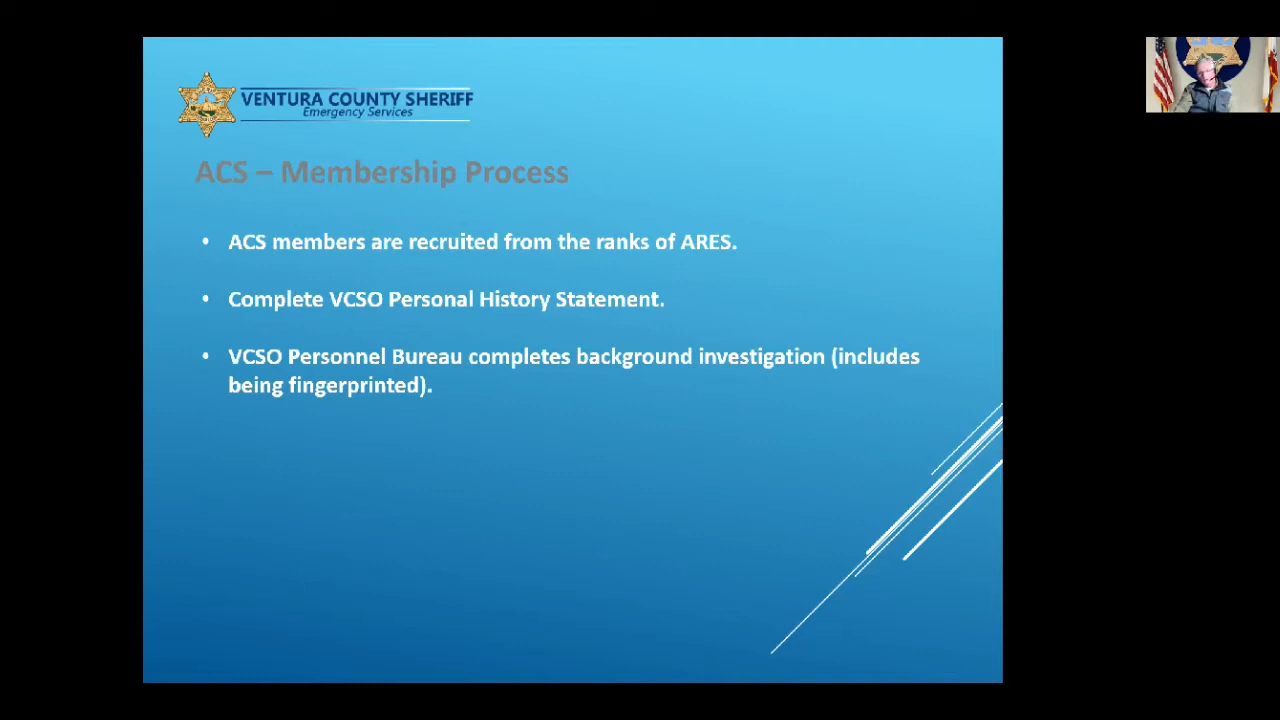 VENTURA COUNTY SHERIFF
Emergency Services
ACS – Membership Process
• ACS members are recruited from the ranks of ARES.
• Complete VCSO Personal History Statement.
• VCSO Personnel Bureau completes background investigation (includes
being fingerprinted).